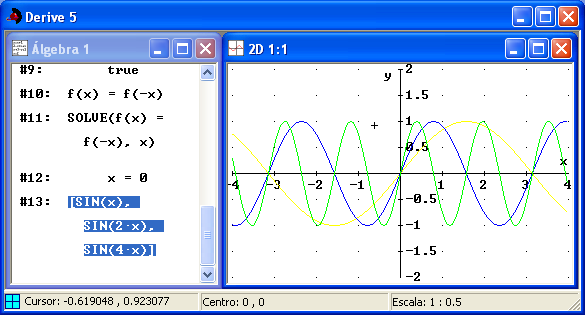 Derive 5
Álgebra 1
#9: true
#10: f(x) = f(-x)
#11: SOLVE(f(x) =
f(-x), x)
#12: x = 0
#13: [SIN(x),
SIN(2·x),
SIN(4·x)]
2D 1:1
y
2
1.5
1
0.5
x
-4 -3 -2 -1 0 1 2 3 4
-0.5
-1
-1.5
-2
Cursor: -0.619048 , 0.923077
Centro: 0 , 0
Escala: 1 : 0.5